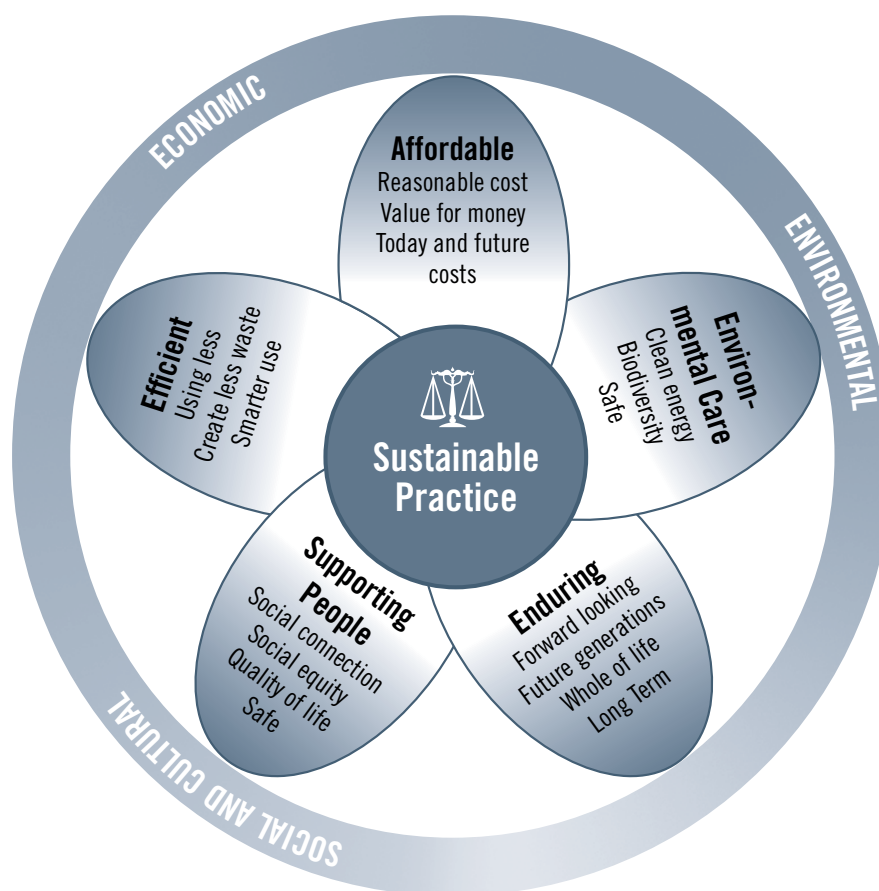 ECONOMIC
ENVIRONMENTAL
SOCIAL AND CULTURAL
Affordable
Reasonable cost
Value for money
Today and future
costs
Environ-
mental Care
Clean energy
Biodiversity
Safe
Enduring
Forward looking
Future generations
Whole of life
Long Term
Supporting
People
Social connection
Social equity
Quality of life
Safe
Efficient
Using less
Create less waste
Smarter use
Sustainable
Practice